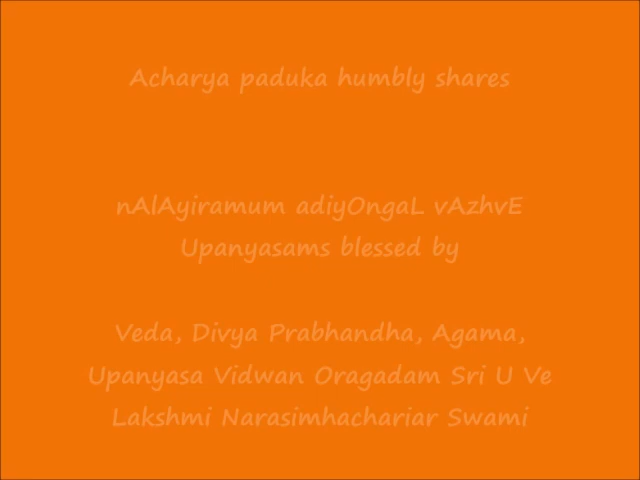 Acharya paduka humbly shares
nAlAyiramum adiyOngaL vAzhvE
Upanyasams blessed by
Veda, Divya Prabhandha, Agama,
Upanyasa Vidwan Oragadam Sri U Ve
Lakshmi Narasimhachariar Swami